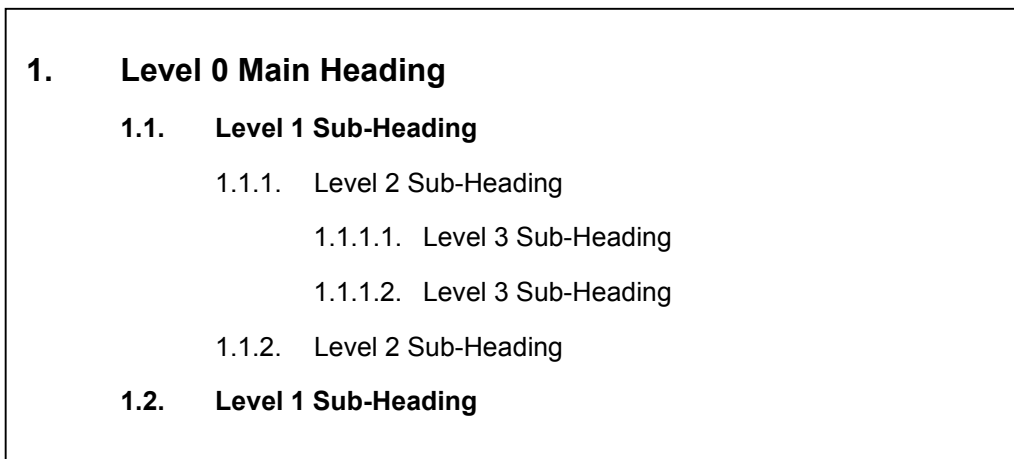 1. Level 0 Main Heading
1.1. Level 1 Sub-Heading
1.1.1. Level 2 Sub-Heading
1.1.1.1. Level 3 Sub-Heading
1.1.1.2. Level 3 Sub-Heading
1.1.2. Level 2 Sub-Heading
1.2. Level 1 Sub-Heading